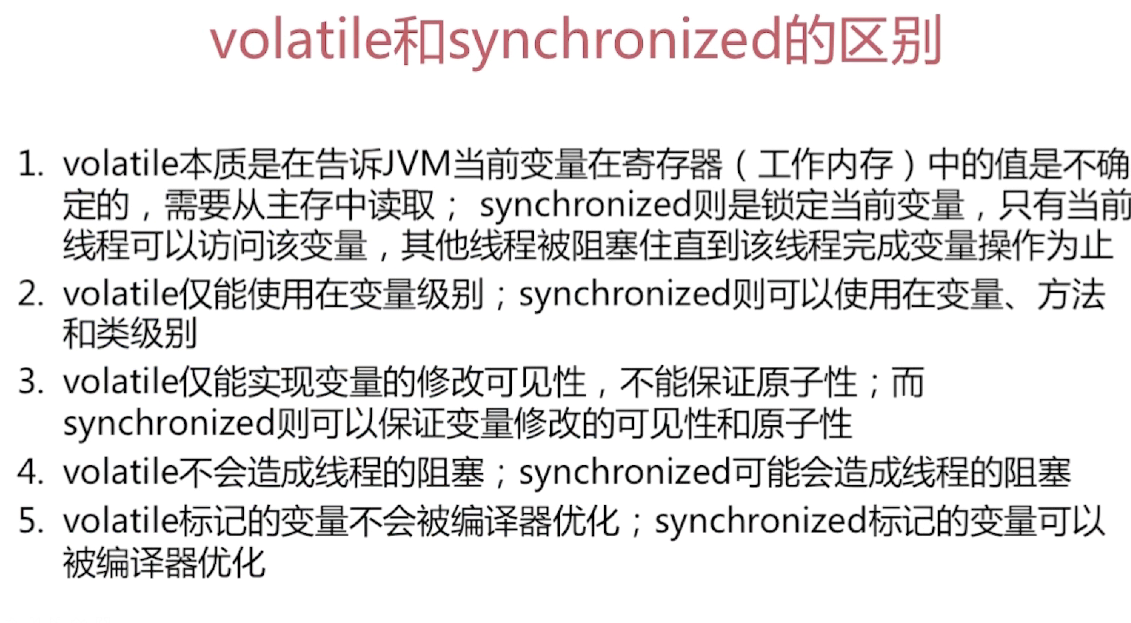 volatile和synchronized的区别
1. volatile本质是在告诉JVM当前变量在寄存器（工作内存）中的值是不确
定的，需要从主存中读取； synchronized则是锁定当前变量，只有当前
线程可以访问该变量，其他线程被阻塞住直到该线程完成变量操作为止
2. volatile仅能使用在变量级别；synchronized则可以使用在变量、方法
和类级别
3. volatile仅能实现变量的修改可见性，不能保证原子性；而
synchronized则可以保证变量修改的可见性和原子性
4. volatile不会造成线程的阻塞；synchronized可能会造成线程的阻塞
5. volatile标记的变量不会被编译器优化；synchronized标记的变量可以
被编译器优化